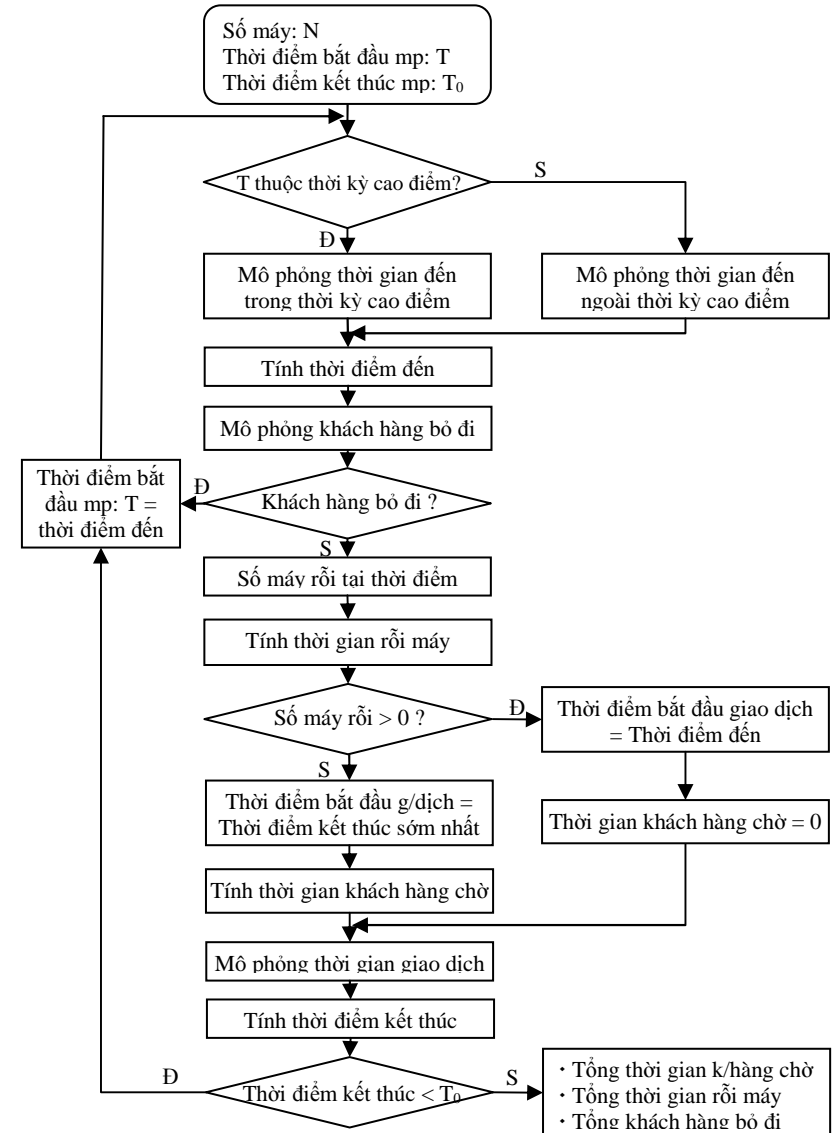 Số máy: N
Thời điểm bắt đầu mp: T
Thời điểm kết thúc mp: T₀
T thuộc thời kỳ cao điểm?
S
Đ
Mô phỏng thời gian đến
trong thời kỳ cao điểm
Mô phỏng thời gian đến
ngoài thời kỳ cao điểm
Tính thời điểm đến
Mô phỏng khách hàng bỏ đi
Thời điểm bắt
đầu mp: T =
thời điểm đến
Đ
Khách hàng bỏ đi ?
S
Số máy rỗi tại thời điểm
Tính thời gian rỗi máy
Số máy rỗi > 0 ?
Đ
Thời điểm bắt đầu giao dịch
= Thời điểm đến
S
Thời điểm bắt đầu g/dịch =
Thời điểm kết thúc sớm nhất
Thời gian khách hàng chờ = 0
Tính thời gian khách hàng chờ
Mô phỏng thời gian giao dịch
Tính thời điểm kết thúc
Đ
Thời điểm kết thúc < T₀
S
· Tổng thời gian k/hàng chờ
· Tổng thời gian rỗi máy
· Tổng khách hàng bỏ đi